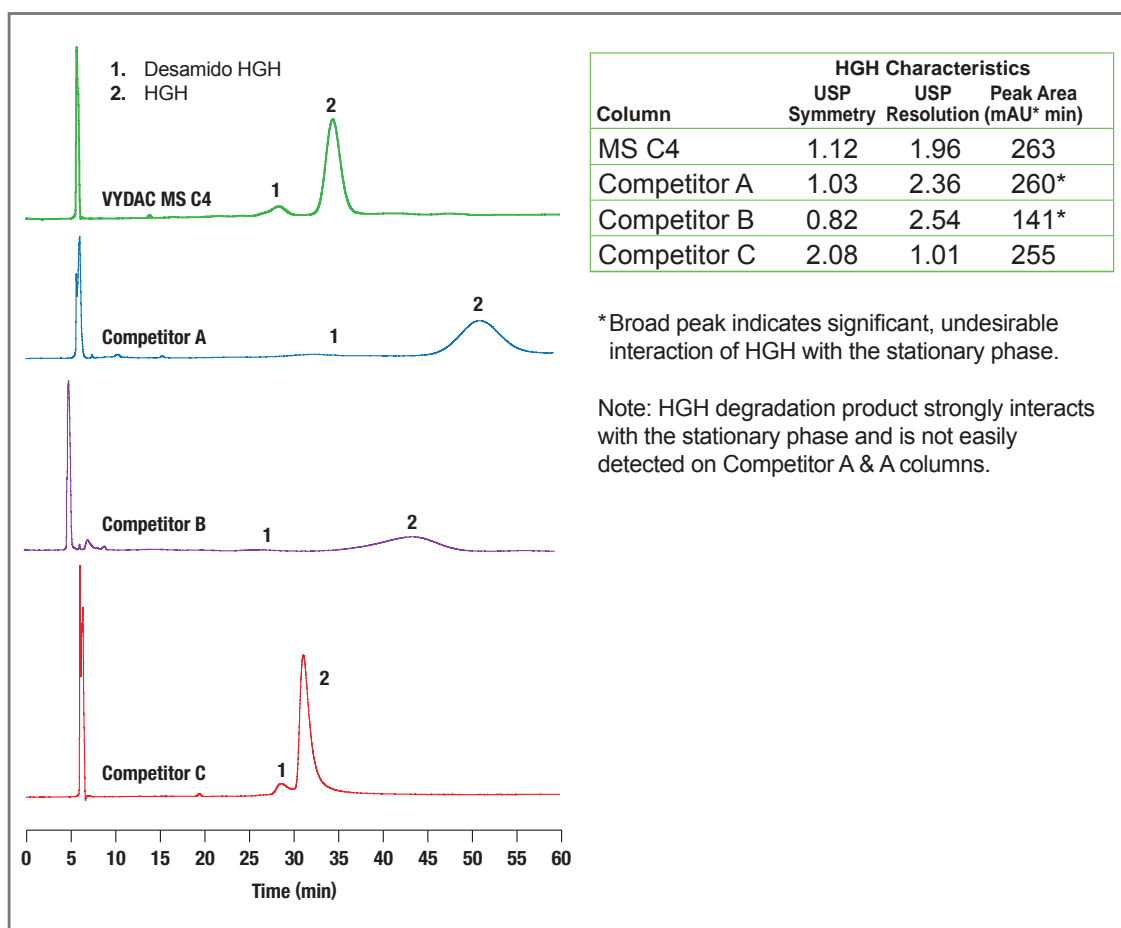 1. Desamido HGH
2. HGH
1
2
VYDAC MS C4
Competitor A
1
2
Competitor B
1
2
Competitor C
1
2
0 5 10 15 20 25 30 35 40 45 50 55 60
Time (min)
HGH Characteristics
USP USP Peak Area
Column Symmetry Resolution (mAU* min)
MS C4 1.12 1.96 263
Competitor A 1.03 2.36 260*
Competitor B 0.82 2.54 141*
Competitor C 2.08 1.01 255
*Broad peak indicates significant, undesirable
interaction of HGH with the stationary phase.
Note: HGH degradation product strongly interacts
with the stationary phase and is not easily
detected on Competitor A & A columns.